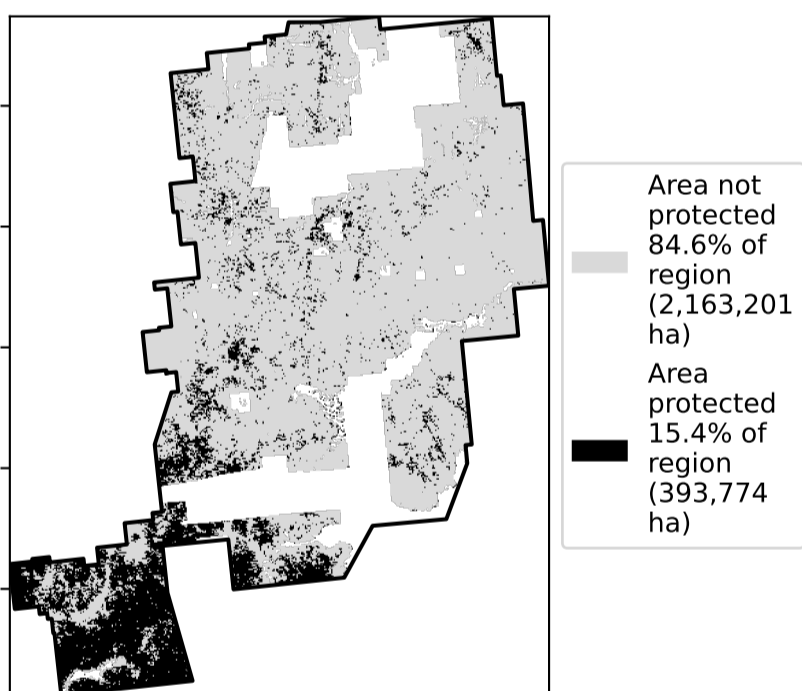 Area not
protected
84.6% of
region
(2,163,201
ha)
Area
protected
15.4% of
region
(393,774
ha)